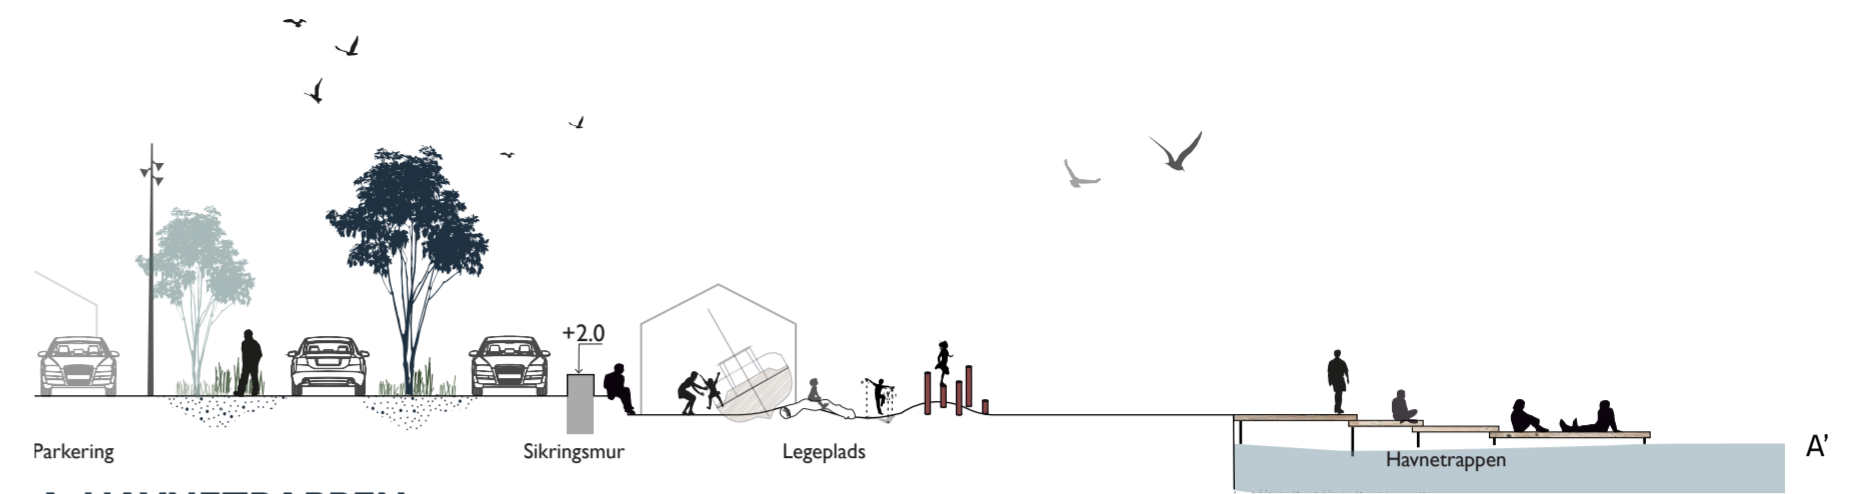 +2.0
Parkering
Sikringsmur
Legeplads
Havnetrappen
A’